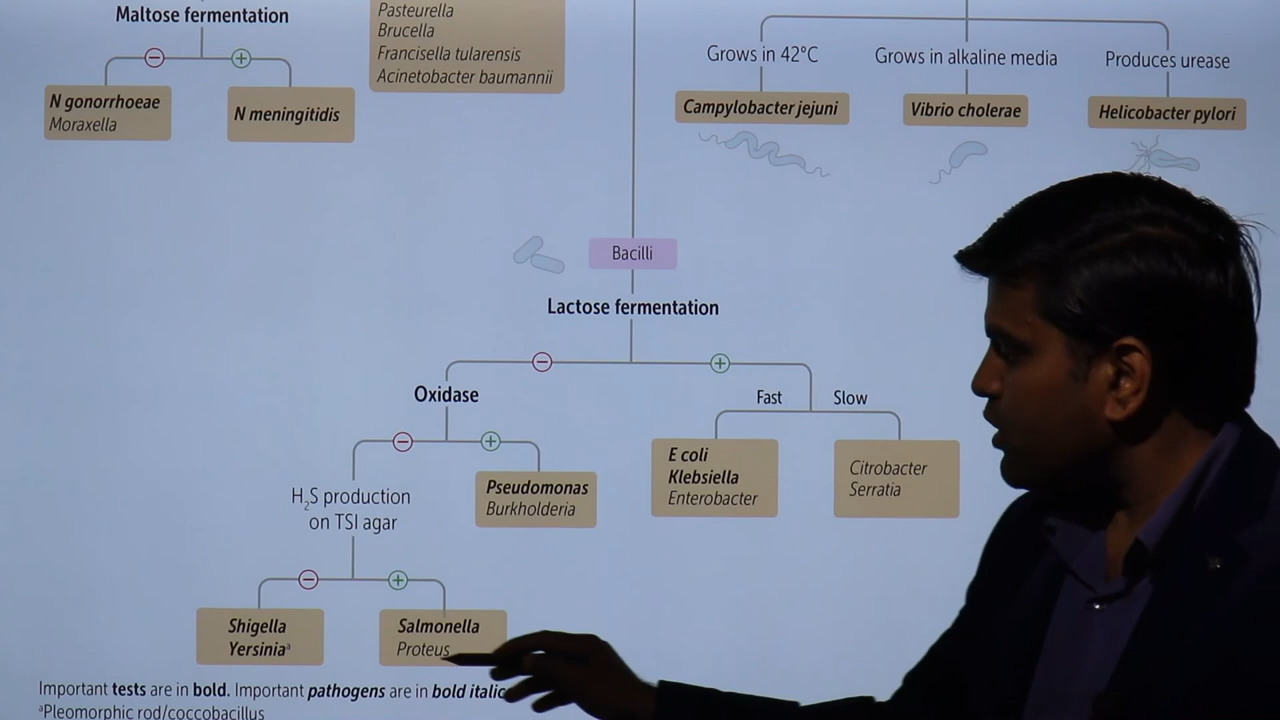 Maltose fermentation
N gonorrhoeae
Moraxella
N meningitidis
Pasteurella
Brucella
Francisella tularensis
Acinetobacter baumannii
Grows in 42°C
Campylobacter jejuni
Grows in alkaline media
Vibrio cholerae
Produces urease
Helicobacter pylori
Bacilli
Lactose fermentation
Oxidase
Fast
Slow
E coli
Klebsiella
Enterobacter
Citrobacter
Serratia
Pseudomonas
Burkholderia
H₂S production
on TSI agar
Shigella
Yersiniaª
Salmonella
Proteus
Important tests are in bold. Important pathogens are in bold italic
ªPleomorphic rod/coccobacillus